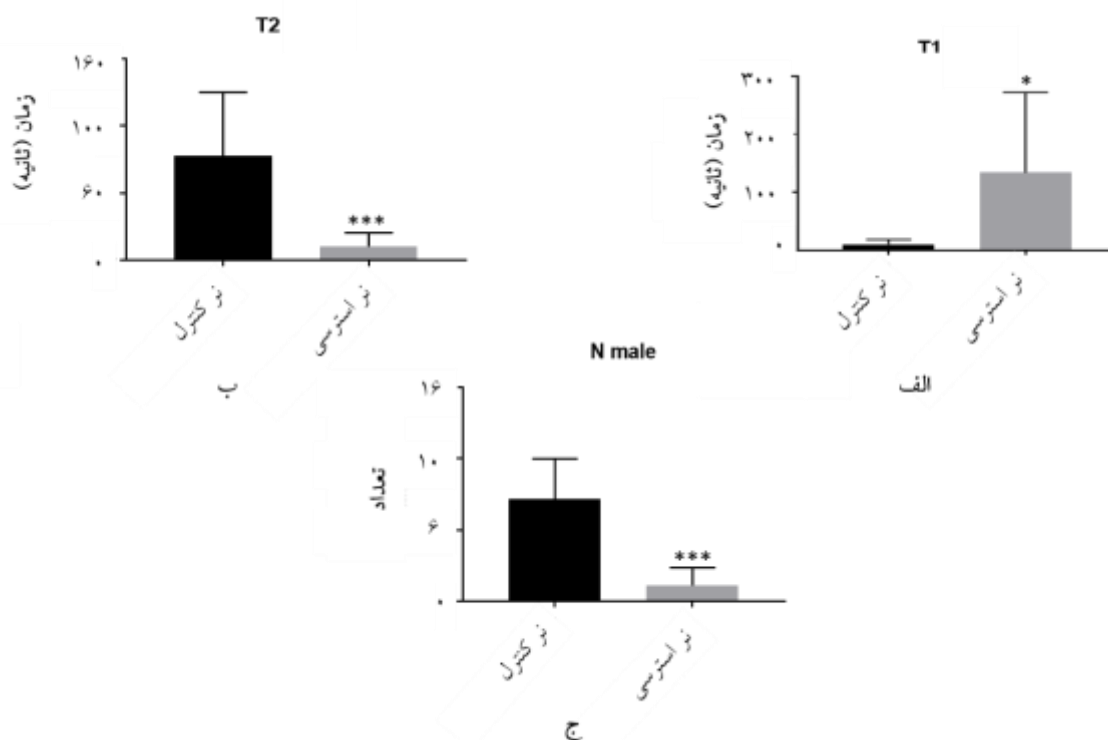 T1
زمان (ثانیه)
۳۰۰
۲۰۰
۱۰۰
۰
*
نر کنترل
نر استرسی
الف
T2
زمان (ثانیه)
۱۶۰
۱۰۰
۶۰
۰
***
نر کنترل
نر استرسی
ب
N male
تعداد
۱۶
۱۰
۶
۰
***
نر کنترل
نر استرسی
ج